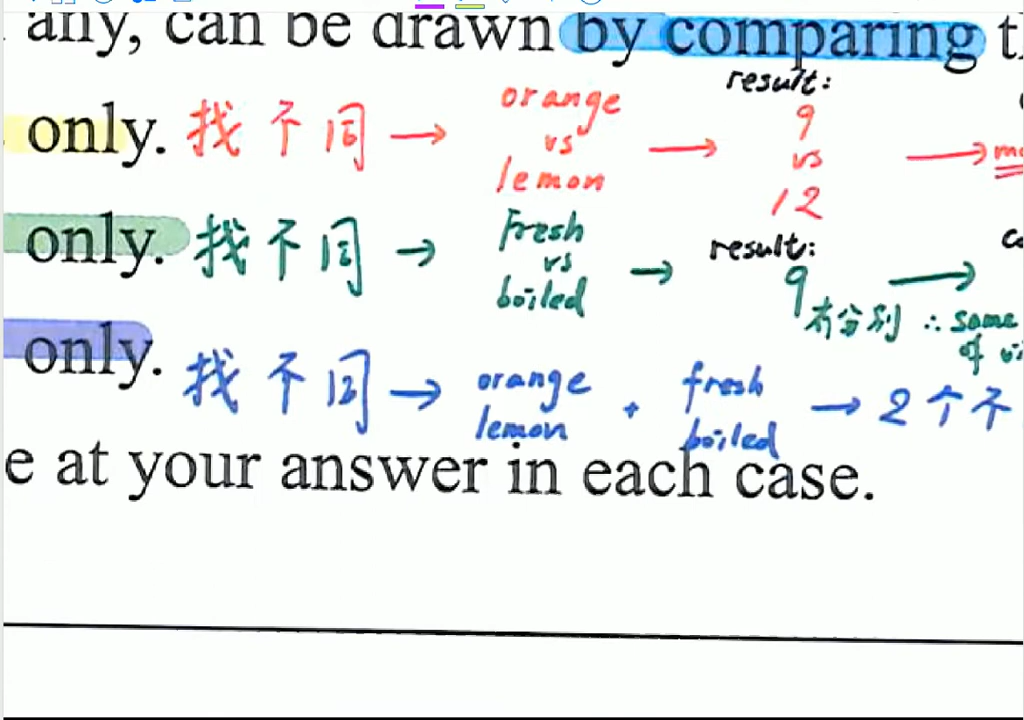 any, can be drawn by comparing
only. 找 不 同 → orange vs lemon → result: 9 vs 12 →
only. 找 不 同 → Fresh vs boiled → result: 9 有分别 → ∴ some of
only. 找 不 同 → orange lemon + fresh boiled → 2 个 不
e at your answer in each case.